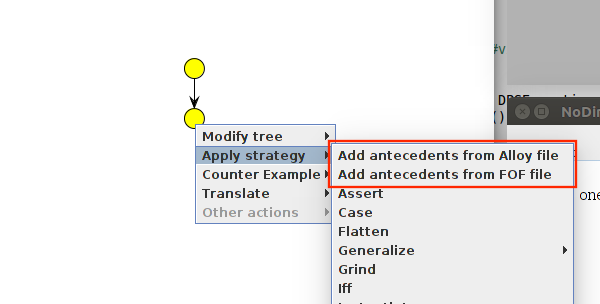 #v
DPSE
()
NoDi
Modify tree
Apply strategy
Counter Example
Translate
Other actions
Add antecedents from Alloy file
Add antecedents from FOF file
Assert
Case
Flatten
Generalize
Grind
Iff
one